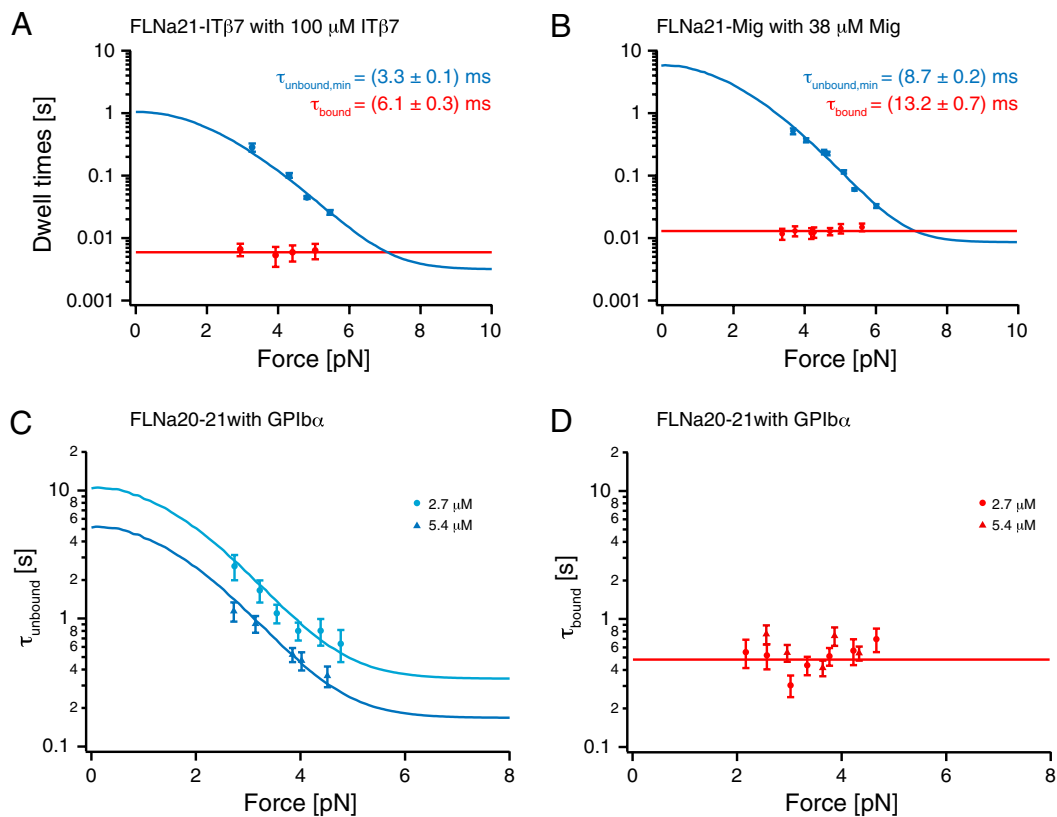 A
FLNa21-ITβ7 with 100 μM ITβ7
τunbound,min = (3.3 ± 0.1) ms
τbound = (6.1 ± 0.3) ms
Dwell times [s]
10
1
0.1
0.01
0.001
0 2 4 6 8 10
Force [pN]
B
FLNa21-Mig with 38 μM Mig
τunbound,min = (8.7 ± 0.2) ms
τbound = (13.2 ± 0.7) ms
10
1
0.1
0.01
0.001
0 2 4 6 8 10
Force [pN]
C
FLNa20-21with GPIbα
2.7 μM
5.4 μM
τunbound [s]
2
10
8
6
4
2
1
8
6
4
2
0.1
0 2 4 6 8
Force [pN]
D
FLNa20-21with GPIbα
2.7 μM
5.4 μM
τbound [s]
2
10
8
6
4
2
1
8
6
4
2
0.1
0 2 4 6 8
Force [pN]